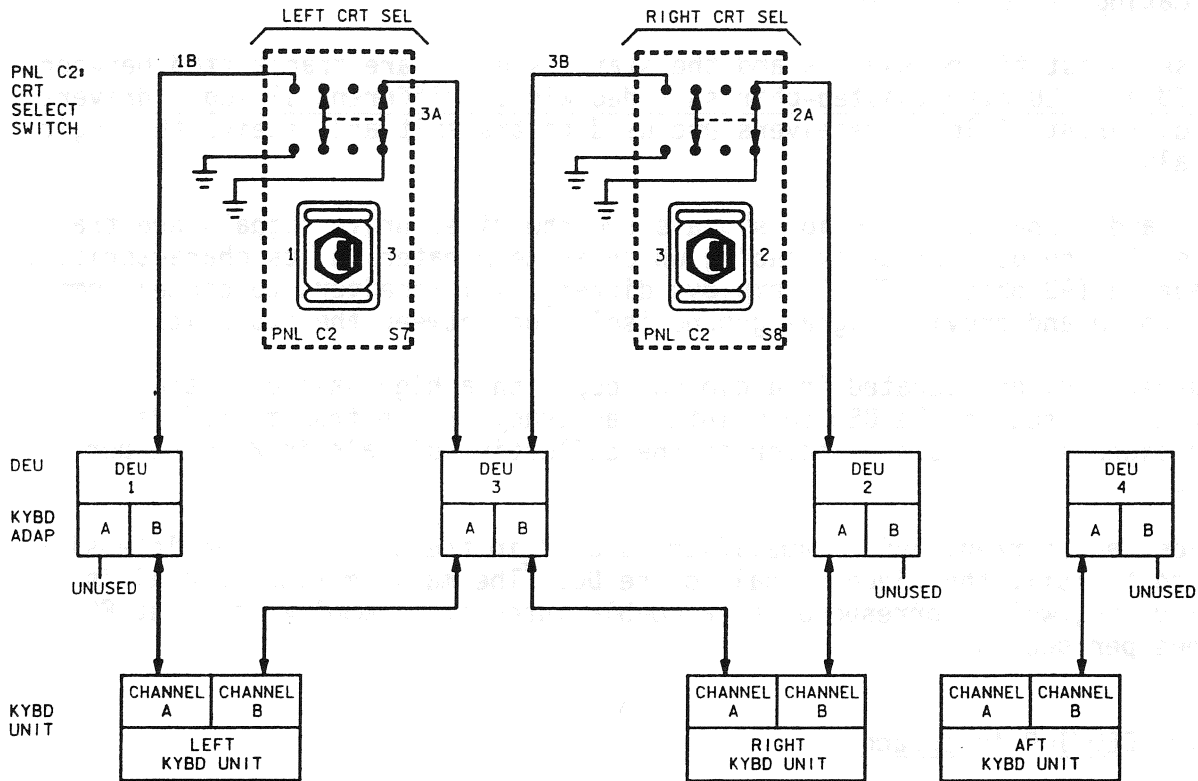 LEFT CRT SEL
RIGHT CRT SEL
1B
3B
PNL C2:
CRT
SELECT
SWITCH
3A
2A
1
3
3
2
PNL C2 S7
PNL C2 S8
DEU
DEU
1
DEU
3
DEU
2
DEU
4
KYBD
ADAP
A B
A B
A B
A B
UNUSED
UNUSED
UNUSED
KYBD
UNIT
CHANNEL
A
CHANNEL
B
LEFT
KYBD UNIT
CHANNEL
A
CHANNEL
B
RIGHT
KYBD UNIT
CHANNEL
A
CHANNEL
B
AFT
KYBD UNIT